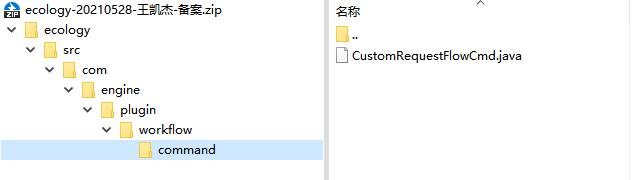 ecology-20210528-王凯杰-备案.zip
ecology
src
com
engine
plugin
workflow
command
名称
..
CustomRequestFlowCmd.java